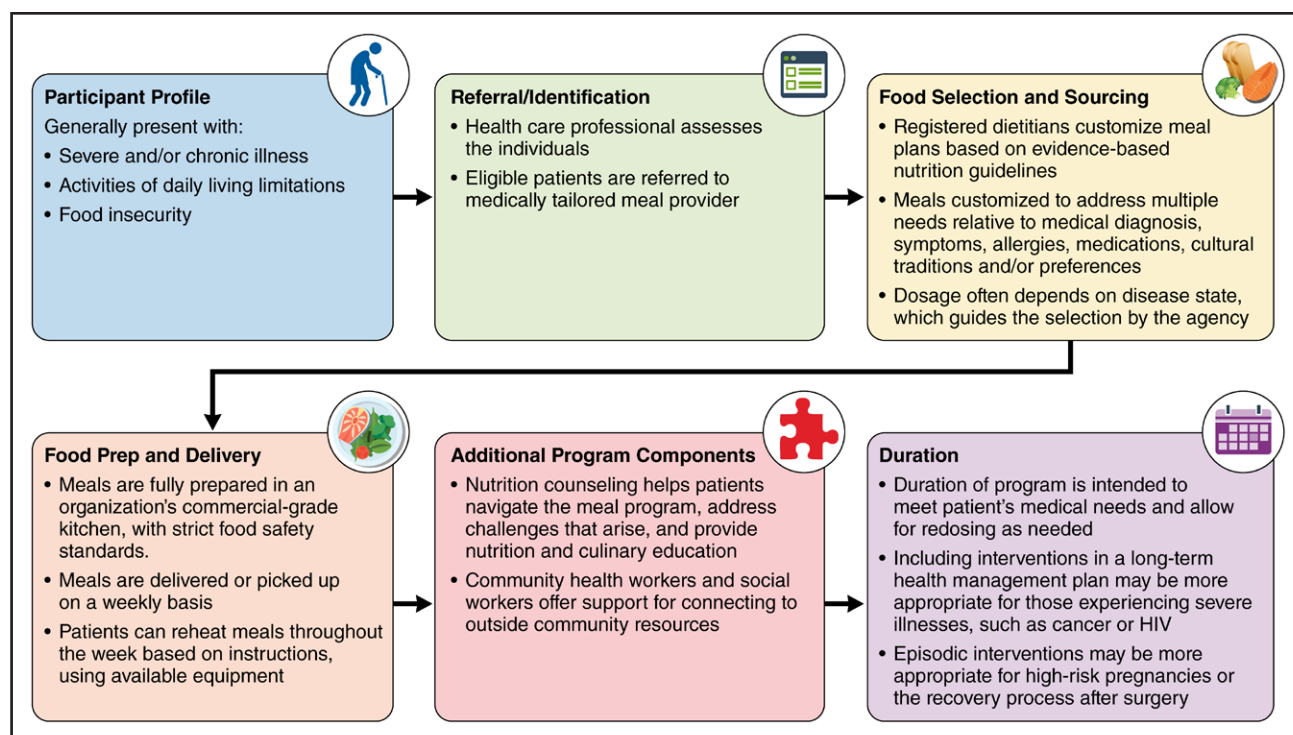 Participant Profile
Generally present with:
• Severe and/or chronic illness
• Activities of daily living limitations
• Food insecurity
Referral/Identification
• Health care professional assesses
the individuals
• Eligible patients are referred to
medically tailored meal provider
Food Selection and Sourcing
• Registered dietitians customize meal
plans based on evidence-based
nutrition guidelines
• Meals customized to address multiple
needs relative to medical diagnosis,
symptoms, allergies, medications, cultural
traditions and/or preferences
• Dosage often depends on disease state,
which guides the selection by the agency
Food Prep and Delivery
• Meals are fully prepared in an
organization's commercial-grade
kitchen, with strict food safety
standards.
• Meals are delivered or picked up
on a weekly basis
• Patients can reheat meals throughout
the week based on instructions,
using available equipment
Additional Program Components
• Nutrition counseling helps patients
navigate the meal program, address
challenges that arise, and provide
nutrition and culinary education
• Community health workers and social
workers offer support for connecting to
outside community resources
Duration
• Duration of program is intended to
meet patient's medical needs and allow
for redosing as needed
• Including interventions in a long-term
health management plan may be more
appropriate for those experiencing severe
illnesses, such as cancer or HIV
• Episodic interventions may be more
appropriate for high-risk pregnancies or
the recovery process after surgery